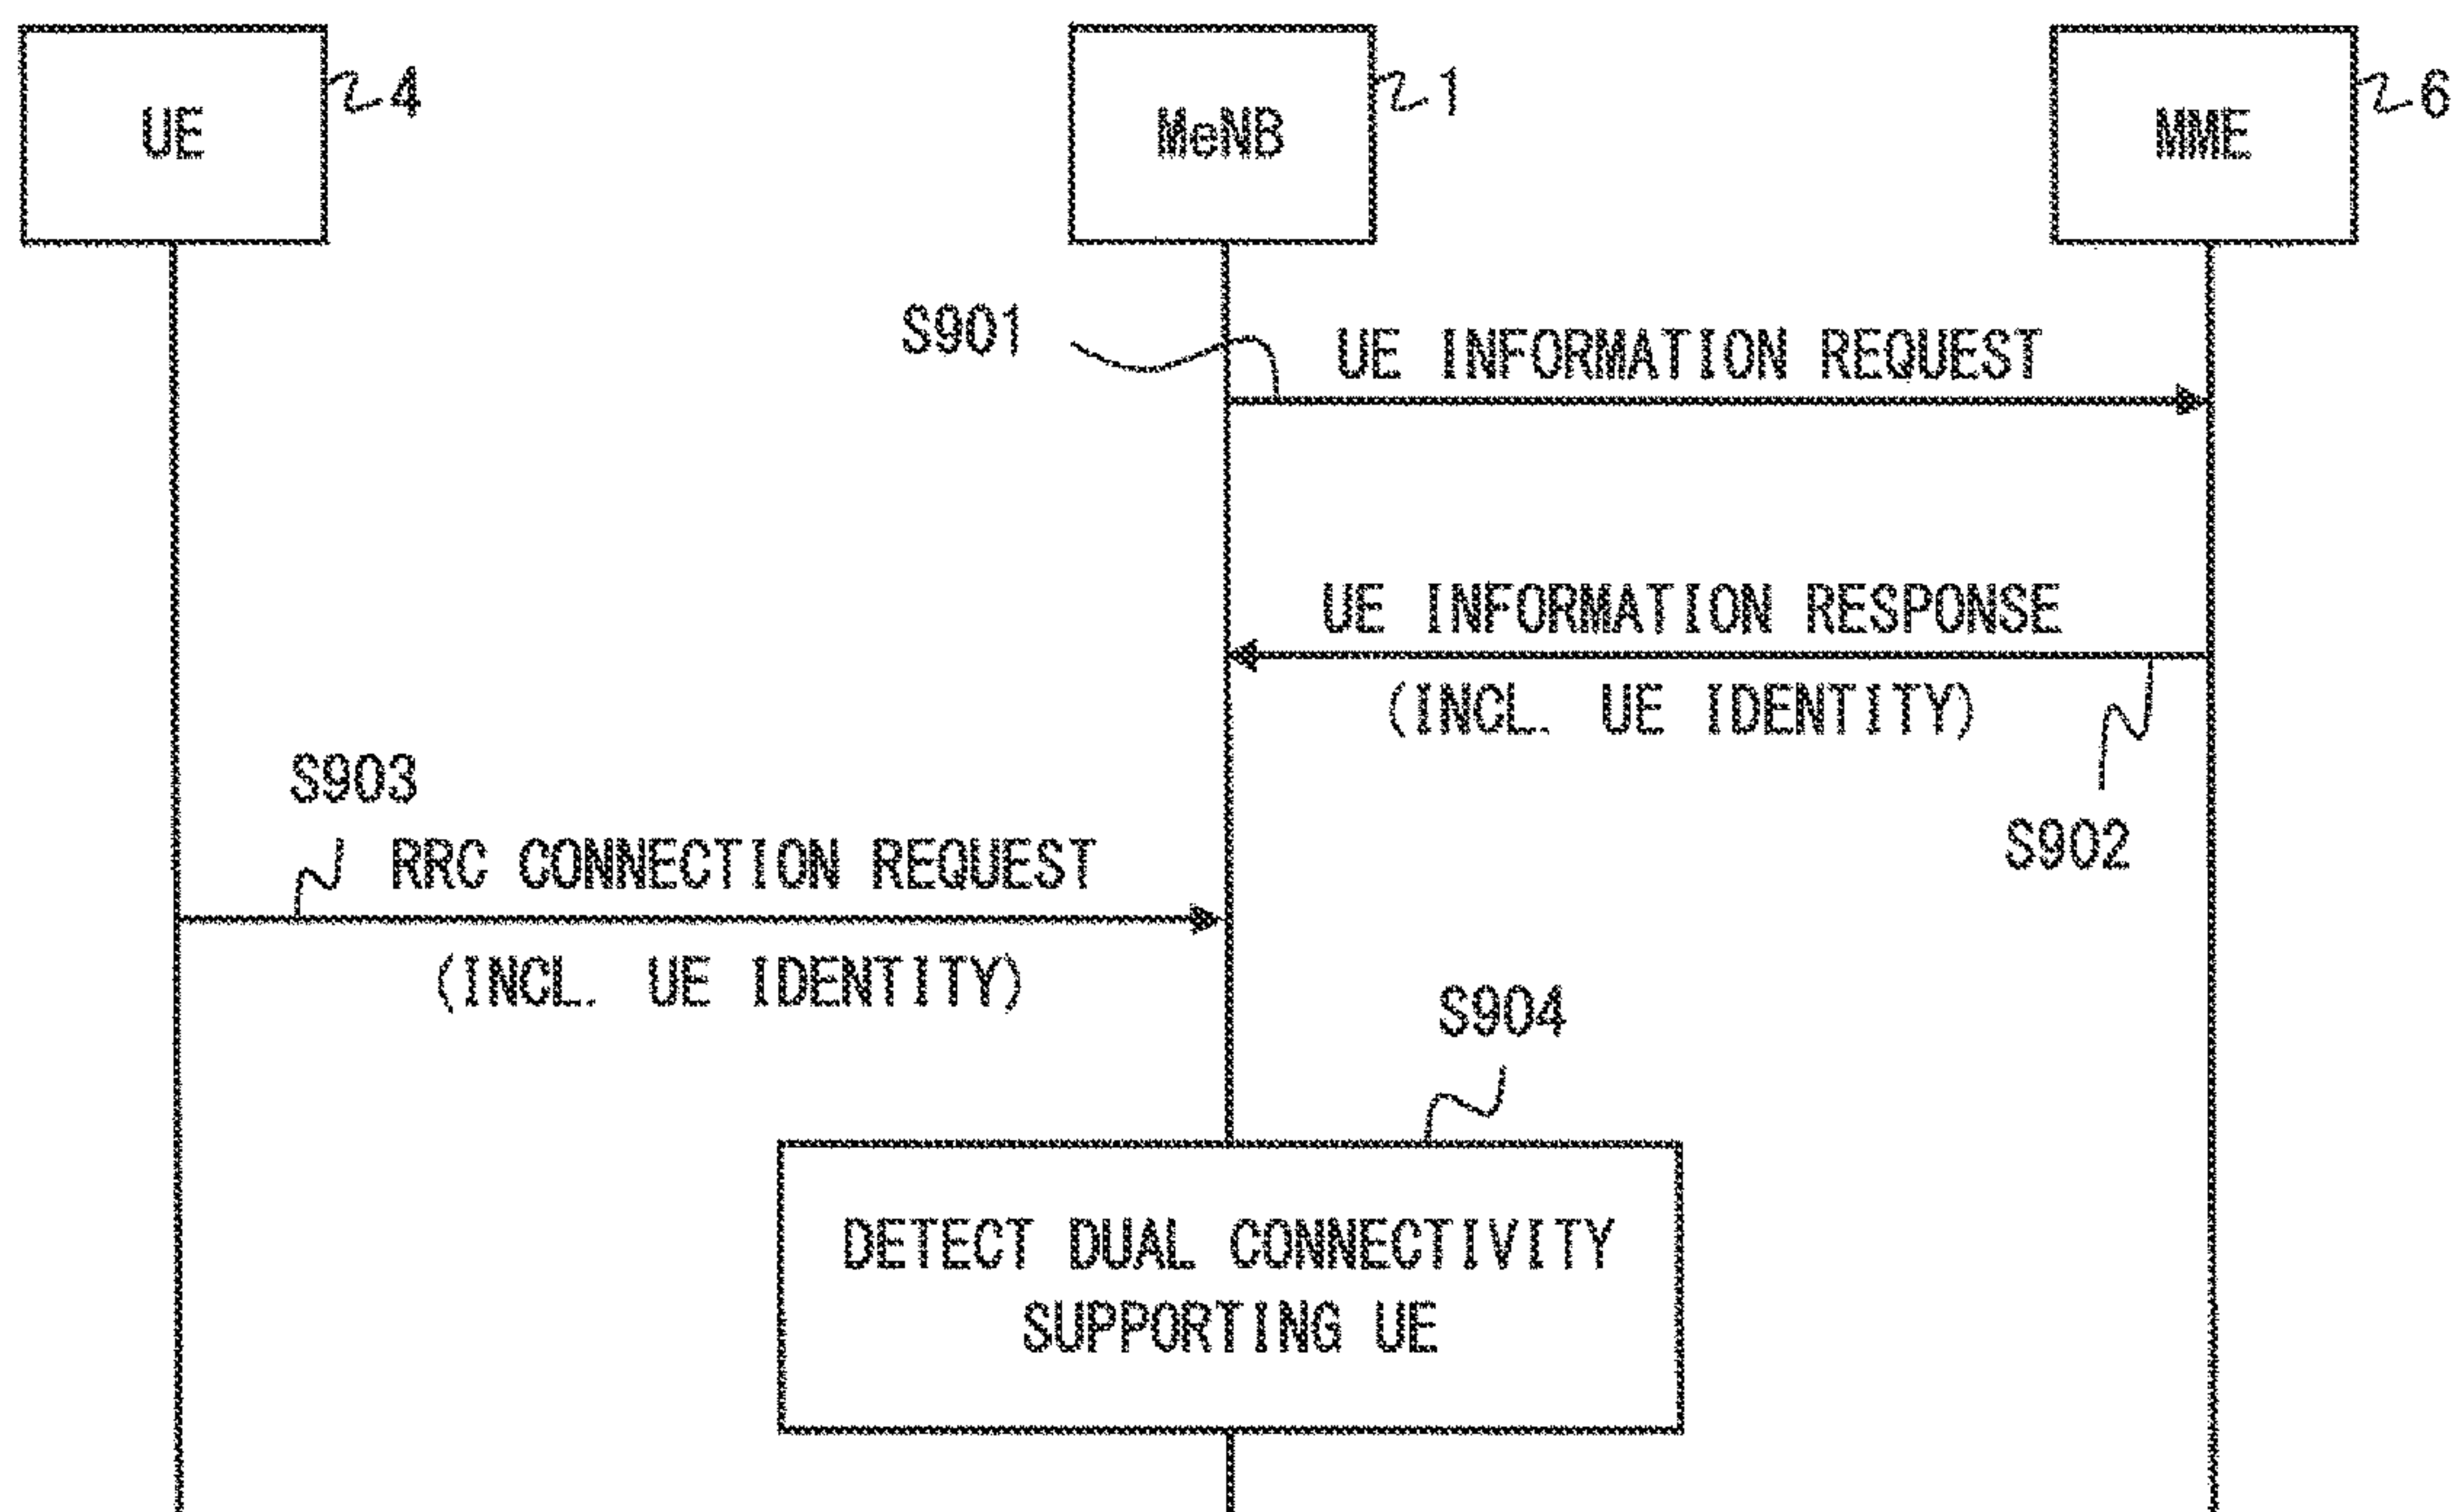 UE
4
MeNB
1
MME
6
S901
UE INFORMATION REQUEST
UE INFORMATION RESPONSE
(INCL. UE IDENTITY)
S902
S903
RRC CONNECTION REQUEST
(INCL. UE IDENTITY)
S904
DETECT DUAL CONNECTIVITY
SUPPORTING UE